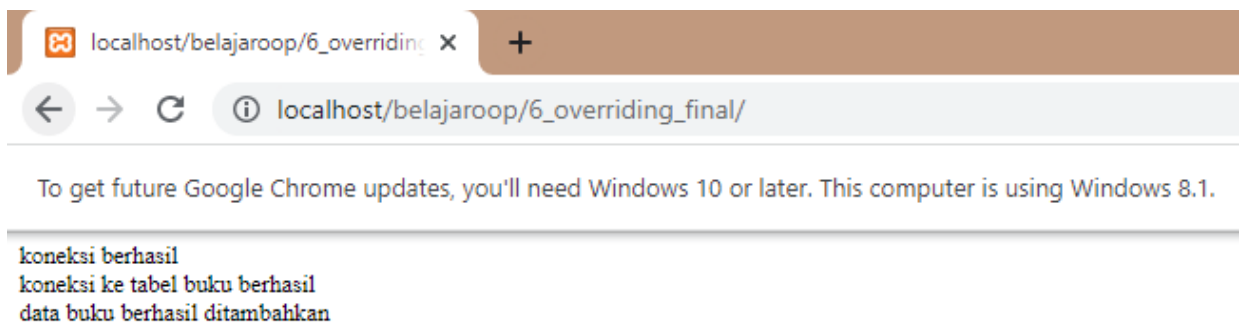 localhost/belajaroop/6_overriding
localhost/belajaroop/6_overriding_final/
To get future Google Chrome updates, you'll need Windows 10 or later. This computer is using Windows 8.1.
koneksi berhasil
koneksi ke tabel buku berhasil
data buku berhasil ditambahkan